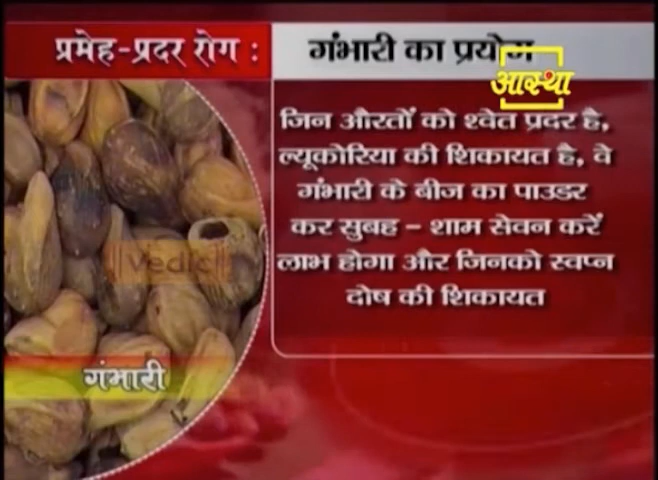 प्रमेह-प्रदर रोग :
गंभारी का प्रयोग
आस्था
जिन औरतों को श्वेत प्रदर है,
ल्यूकोरिया की शिकायत है, वे
गंभारी के बीज का पाउडर
कर सुबह – शाम सेवन करें
लाभ होगा और जिनको स्वप्न
दोष की शिकायत
|| Vedic ||
गंभारी